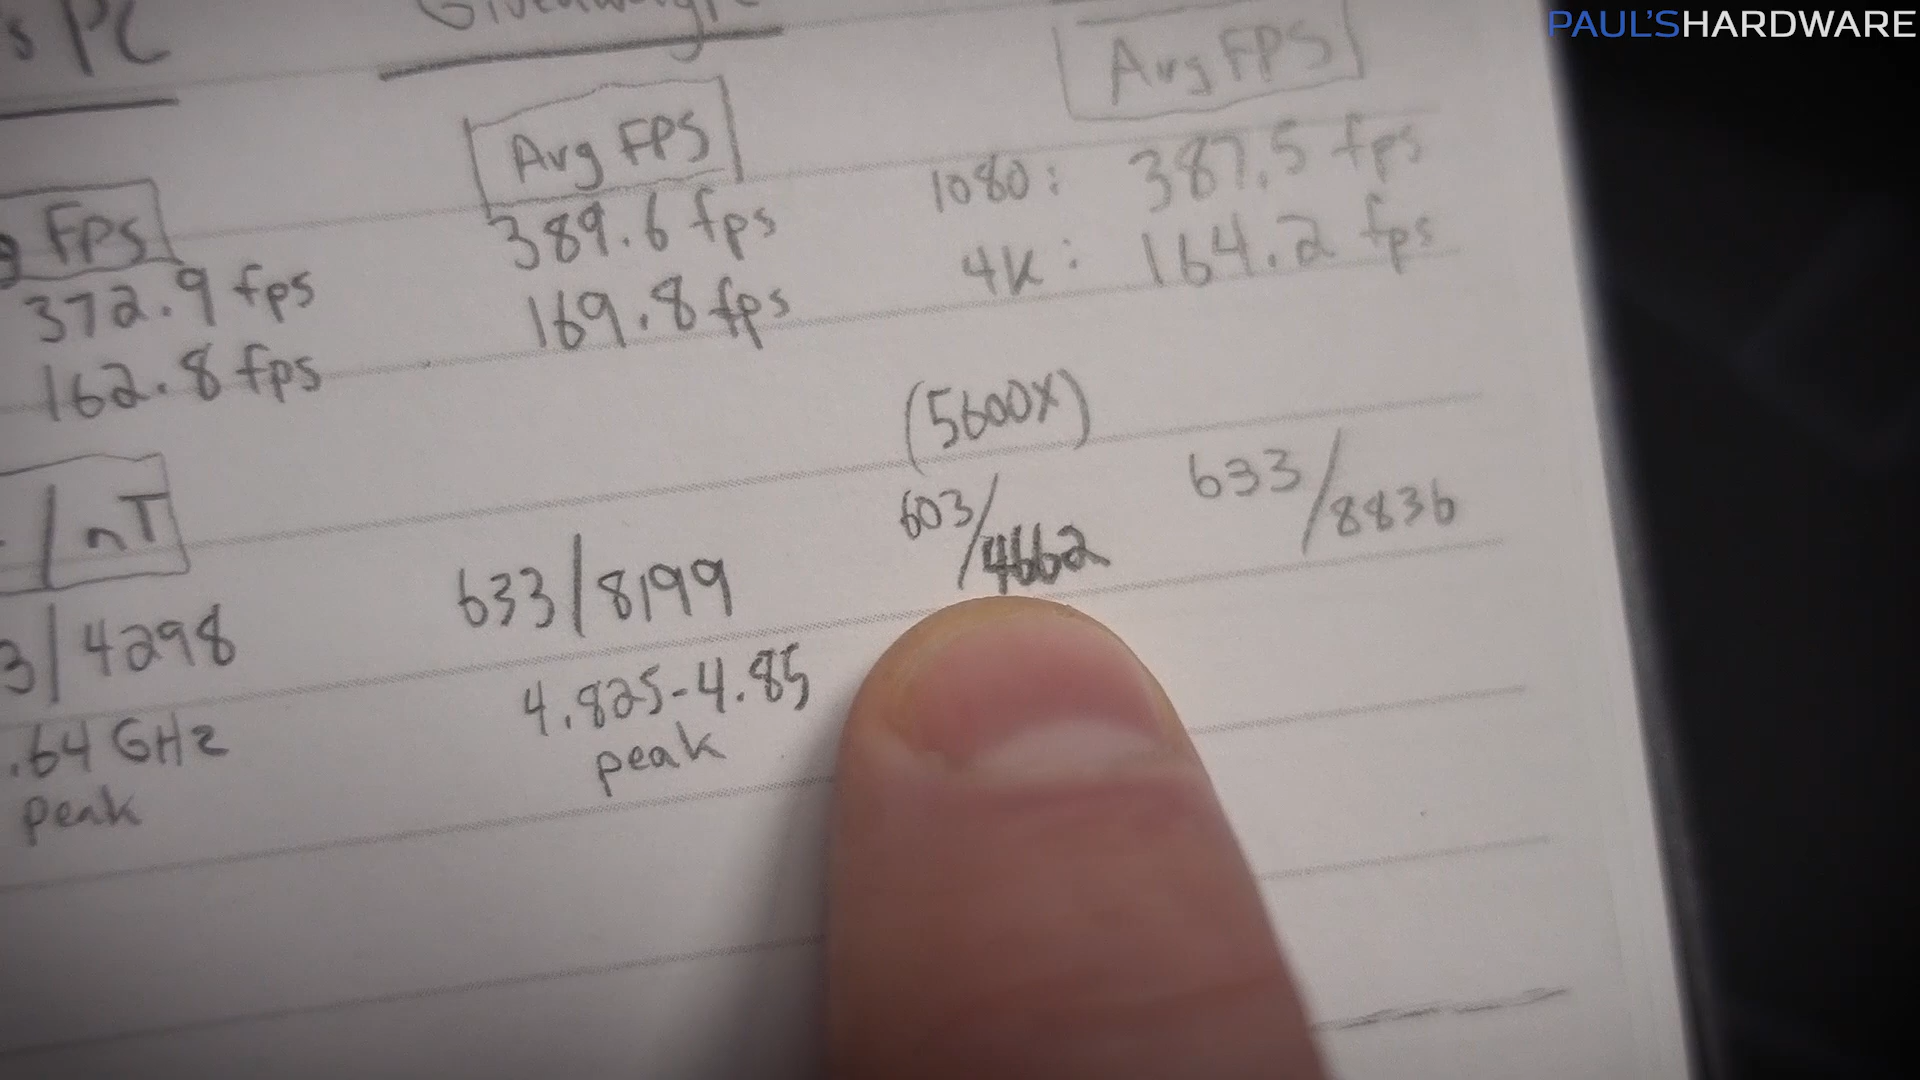 PAUL'SHARDWARE
s PC
Avg FPS
Avg FPS
FPS
1080: 387.5 fps
389.6 fps
4K: 164.2 fps
372.9 fps
169.8 fps
162.8 fps
(5600X)
/nT
603/4662
633/8836
633/8199
3/4298
4.825-4.85
peak
.64 GHz
peak